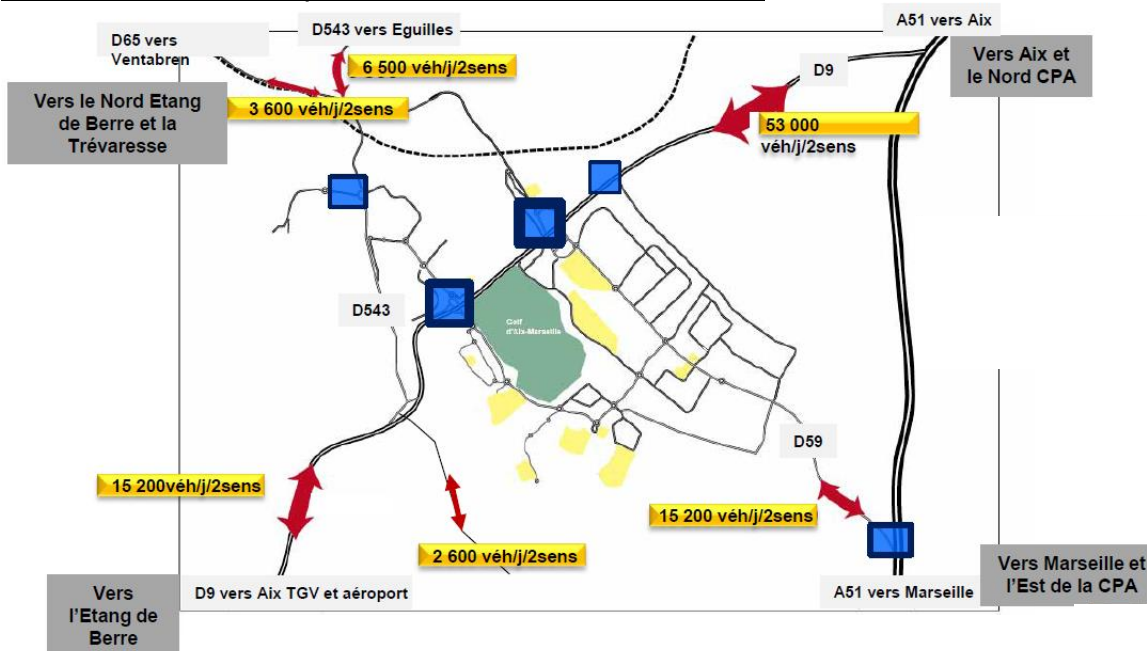 A51 vers Aix
D543 vers Eguilles
D65 vers
Ventabren
6 500 véh/j/2sens
Vers Aix et
le Nord CPA
D9
Vers le Nord Etang
de Berre et la
Trévaresse
3 600 véh/j/2sens
53 000
véh/j/2sens
D543
Golf
d'Aix-Marseille
D59
15 200véh/j/2sens
15 200 véh/j/2sens
2 600 véh/j/2sens
Vers Marseille et
l'Est de la CPA
Vers
l'Etang de
Berre
D9 vers Aix TGV et aéroport
A51 vers Marseille